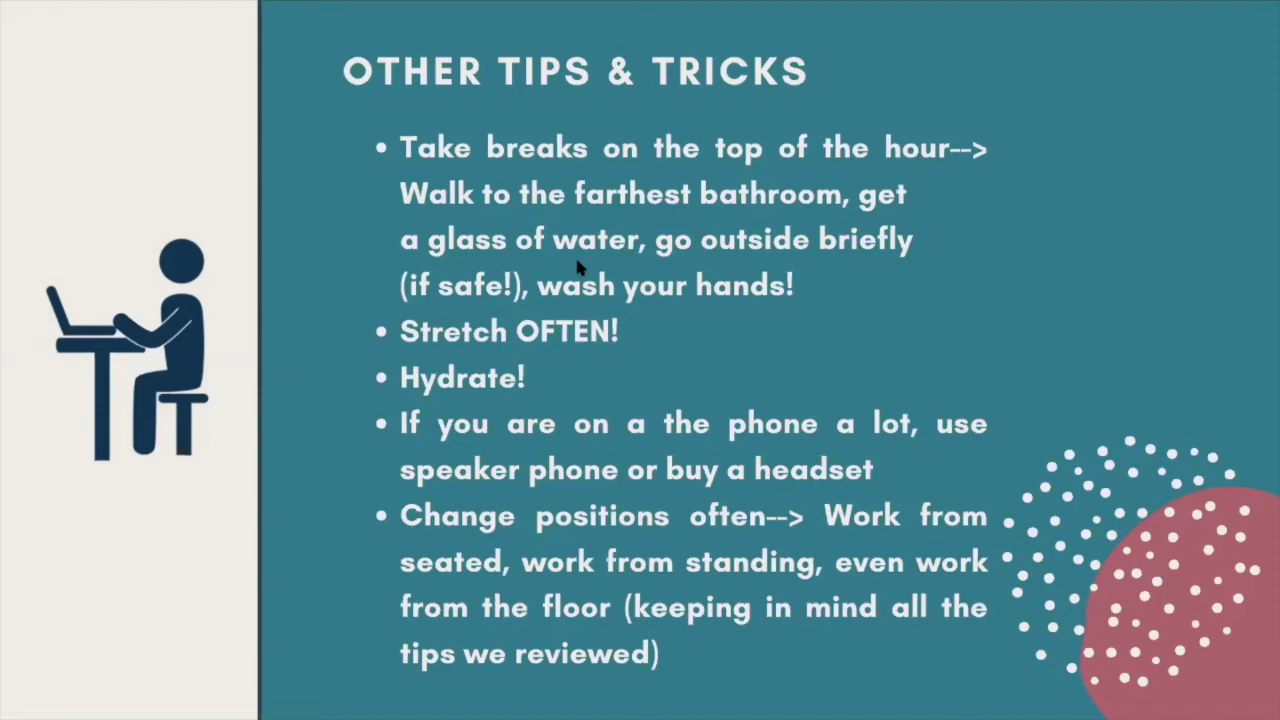 OTHER TIPS & TRICKS
• Take breaks on the top of the hour-->
Walk to the farthest bathroom, get
a glass of water, go outside briefly
(if safe!), wash your hands!
• Stretch OFTEN!
• Hydrate!
• If you are on a the phone a lot, use
speaker phone or buy a headset
• Change positions often--> Work from
seated, work from standing, even work
from the floor (keeping in mind all the
tips we reviewed)